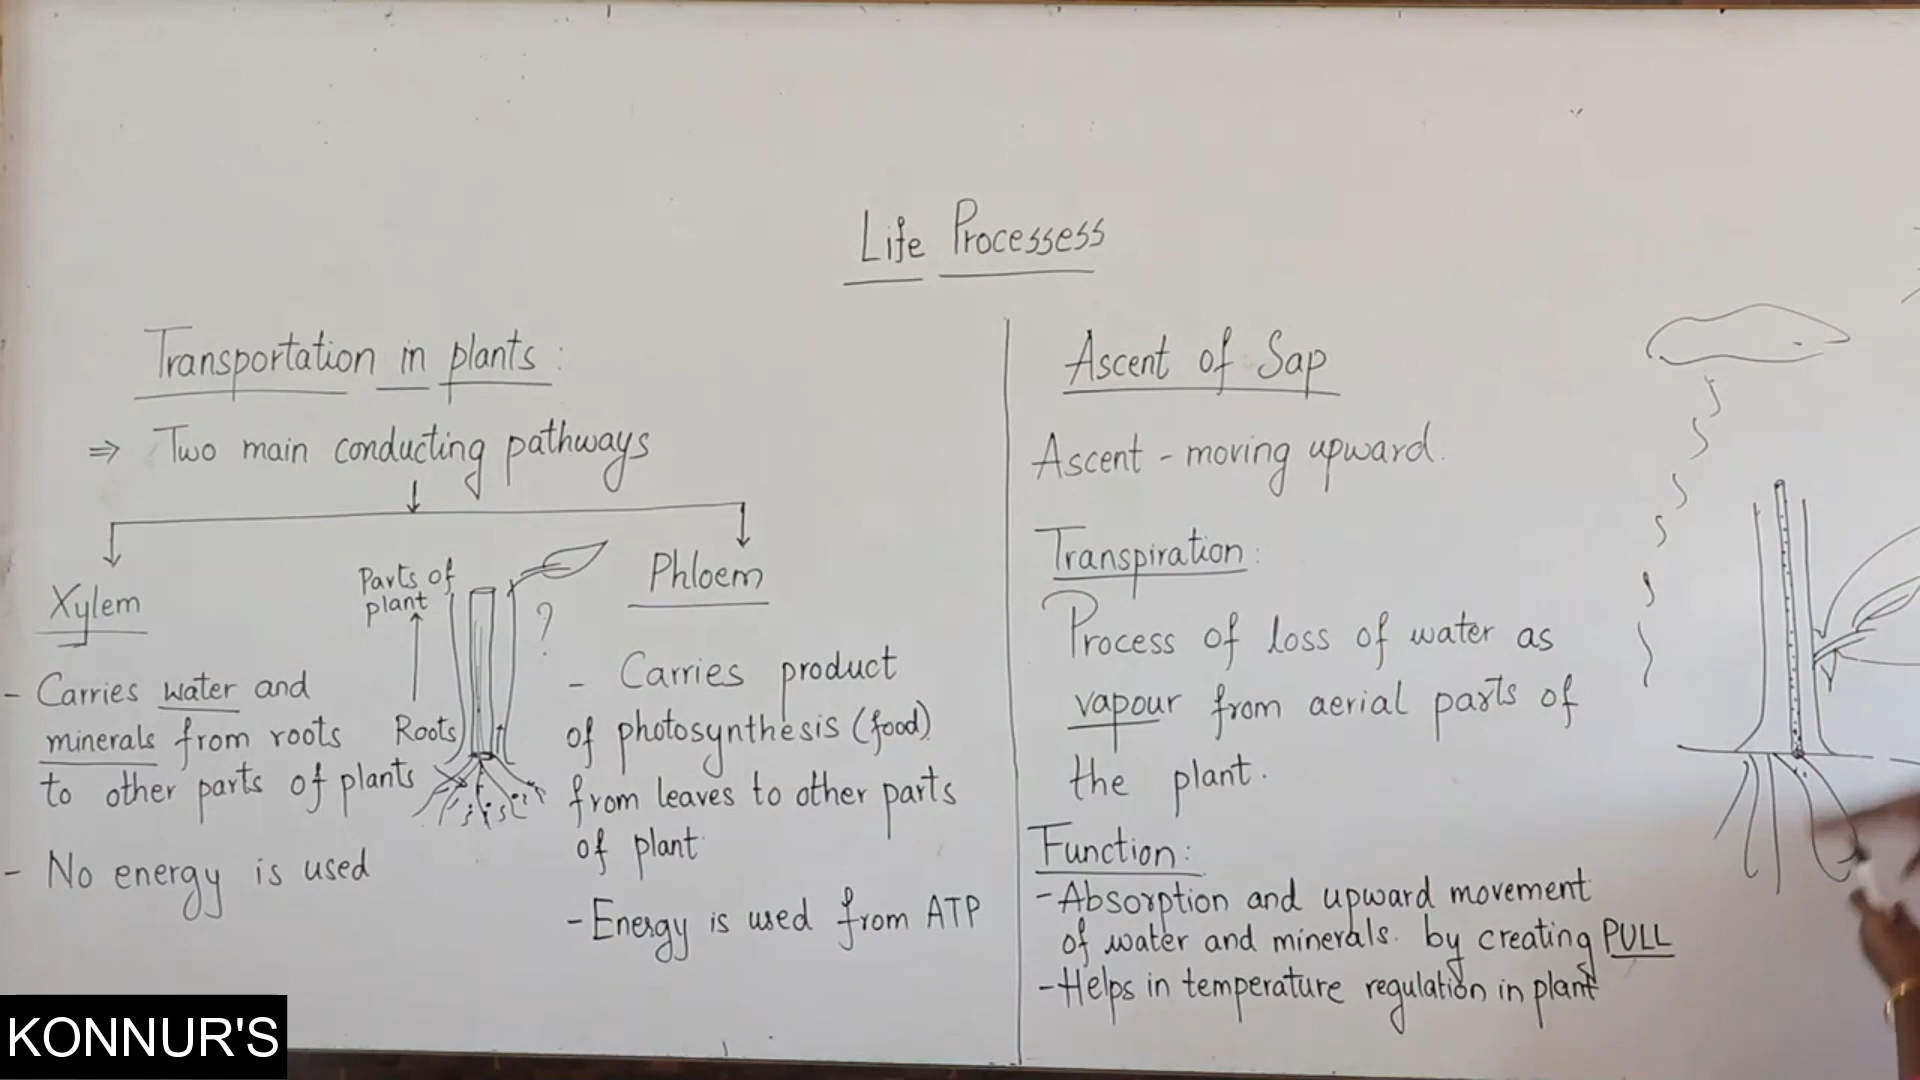 Life Processess
Transportation in plants :
⇒ Two main conducting pathways
Xylem
- Carries water and
minerals from roots
to other parts of plants
- No energy is used
Parts of
plant
Roots
?
Phloem
- Carries product
of photosynthesis (food)
from leaves to other parts
of plant.
- Energy is used from ATP
Ascent of Sap
Ascent - moving upward.
Transpiration:
Process of loss of water as
vapour from aerial parts of
the plant.
Function:
- Absorption and upward movement
of water and minerals. by creating PULL
- Helps in temperature regulation in plant
KONNUR'S